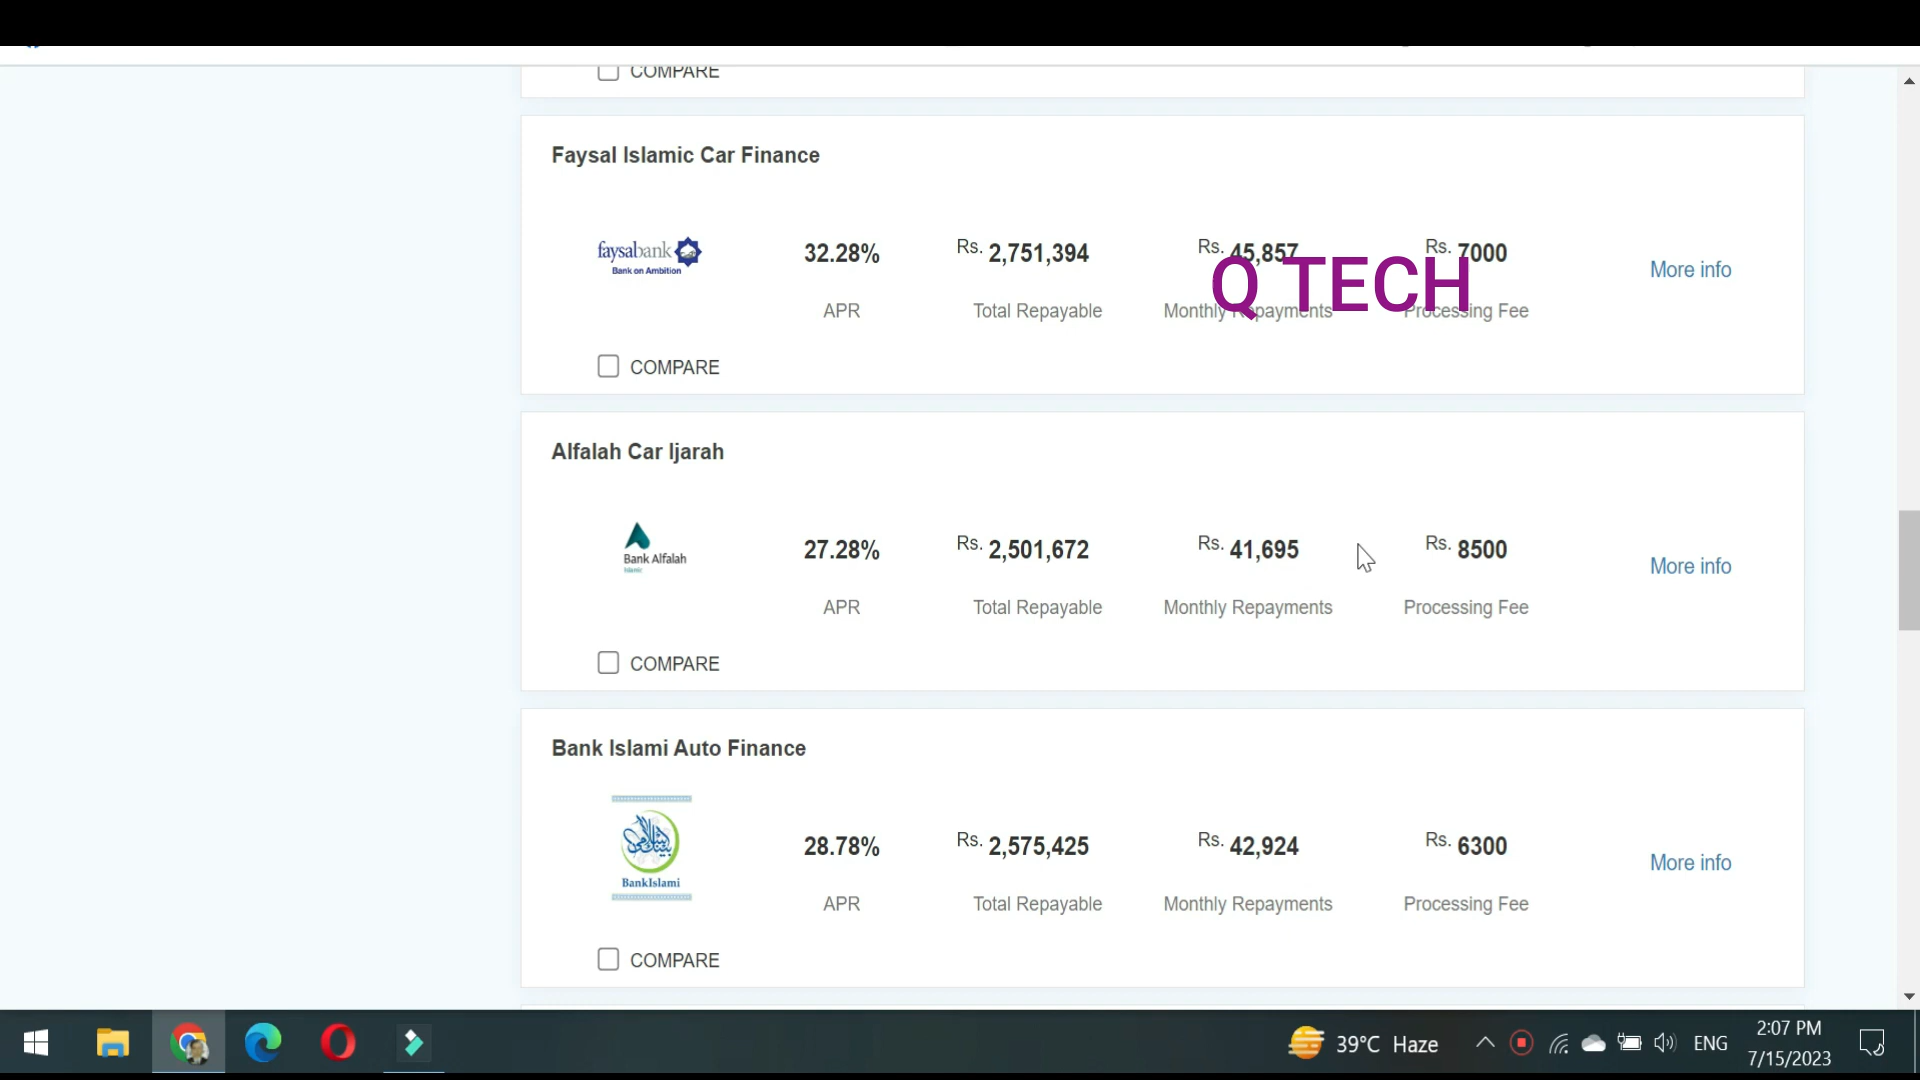 COMPARE
Faysal Islamic Car Finance
faysabank
Bank on Ambition
32.28%
Rs. 2,751,394
Rs. 45,857
Rs. 7000
More info
Q TECH
APR
Total Repayable
Monthly Repayments
Processing Fee
COMPARE
Alfalah Car Ijarah
Bank Alfalah
Islamic
27.28%
Rs. 2,501,672
Rs. 41,695
Rs. 8500
More info
APR
Total Repayable
Monthly Repayments
Processing Fee
COMPARE
Bank Islami Auto Finance
BankIslami
28.78%
Rs. 2,575,425
Rs. 42,924
Rs. 6300
More info
APR
Total Repayable
Monthly Repayments
Processing Fee
COMPARE
39°C Haze
ENG
2:07 PM
7/15/2023